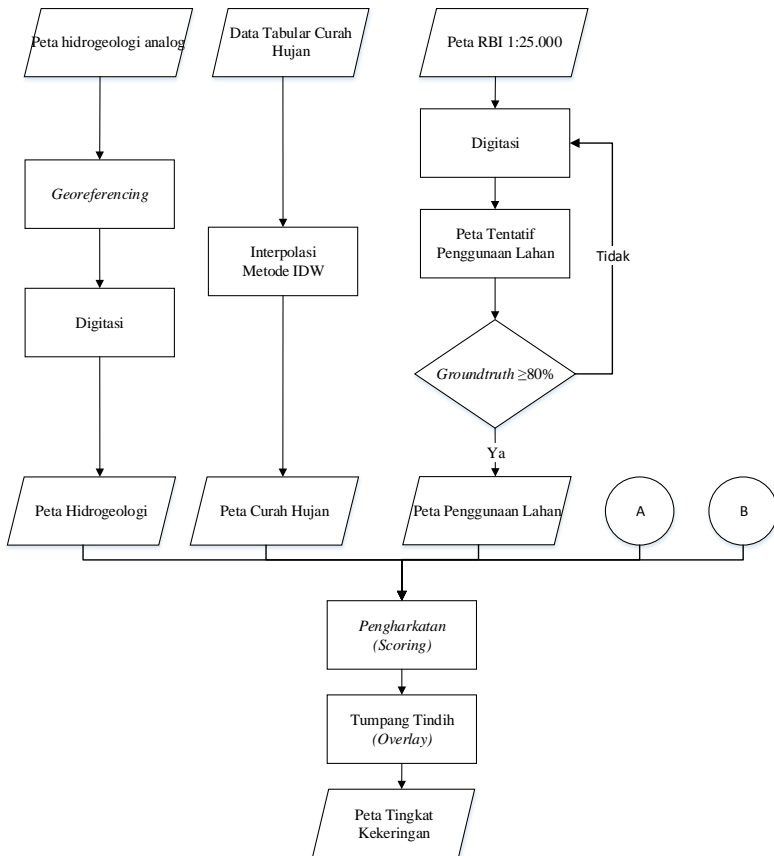 Peta hidrogeologi analog
Data Tabular Curah
Hujan
Peta RBI 1:25.000
Digitasi
Georeferencing
Peta Tentatif
Penggunaan Lahan
Tidak
Interpolasi
Metode IDW
Digitasi
Groundtruth ≥80%
Ya
Peta Hidrogeologi
Peta Curah Hujan
Peta Penggunaan Lahan
A
B
Pengharkatan
(Scoring)
Tumpang Tindih
(Overlay)
Peta Tingkat
Kekeringan